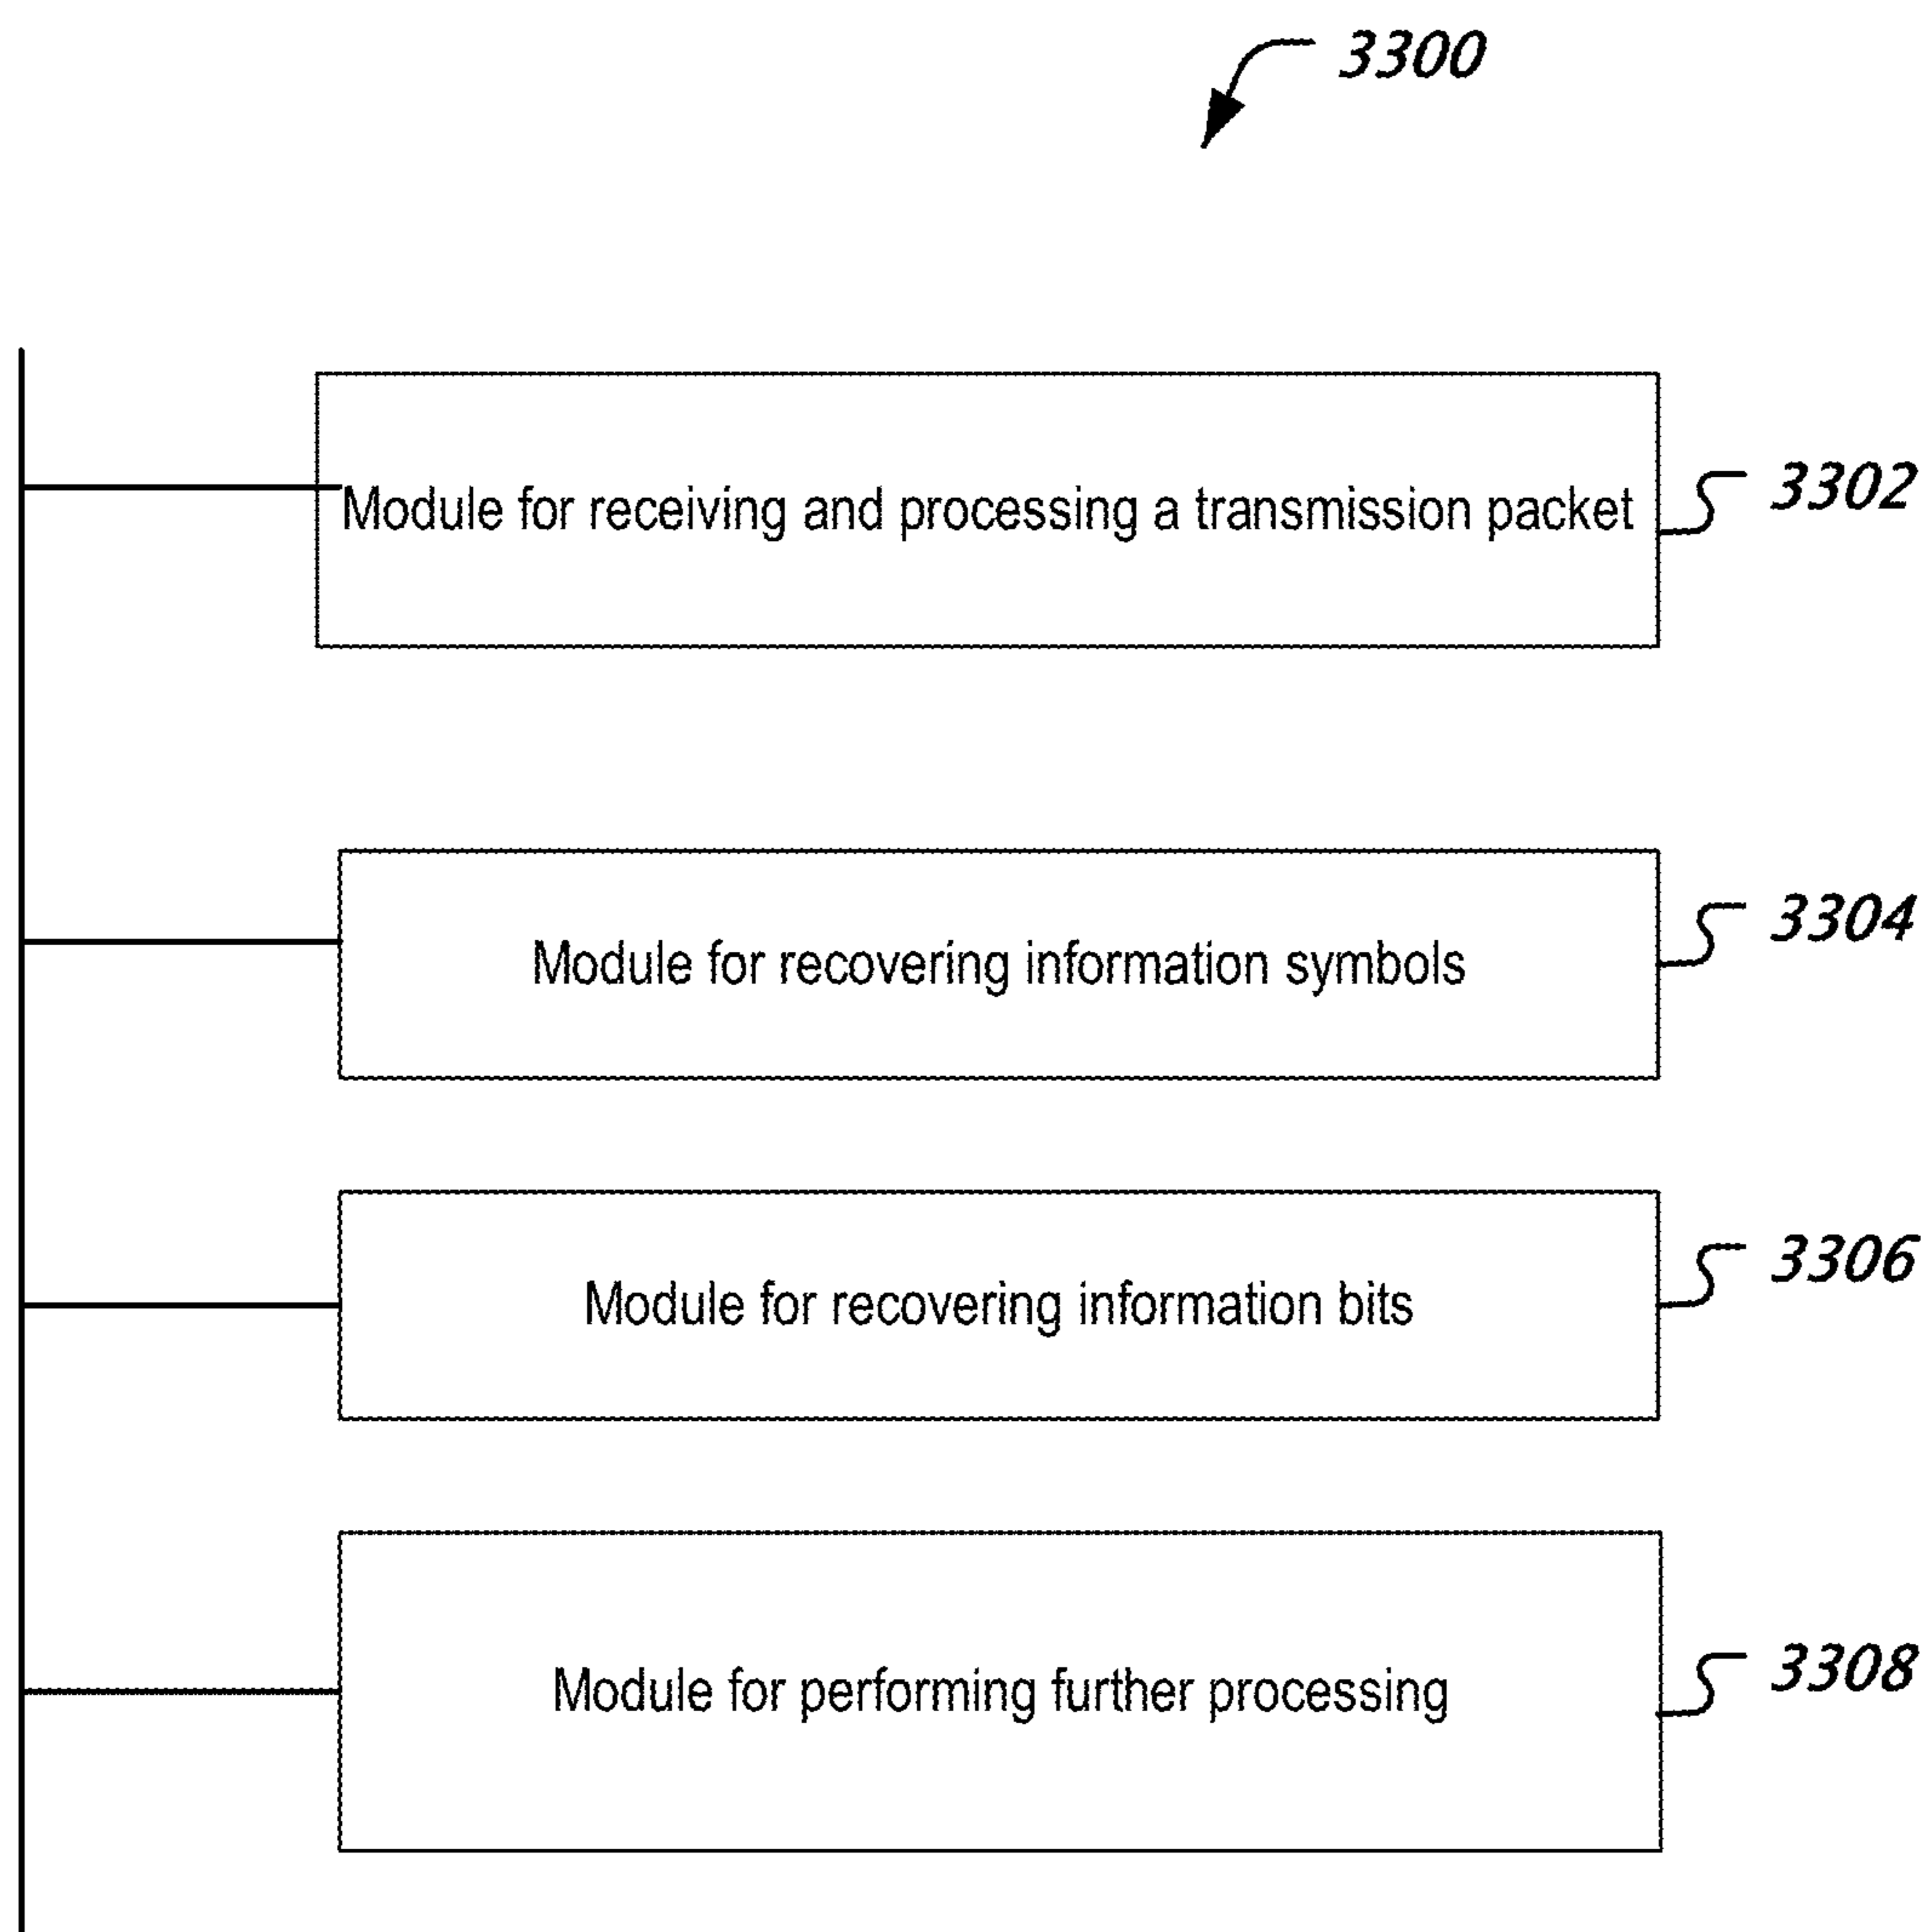 3300
Module for receiving and processing a transmission packet
3302
Module for recovering information symbols
3304
Module for recovering information bits
3306
Module for performing further processing
3308